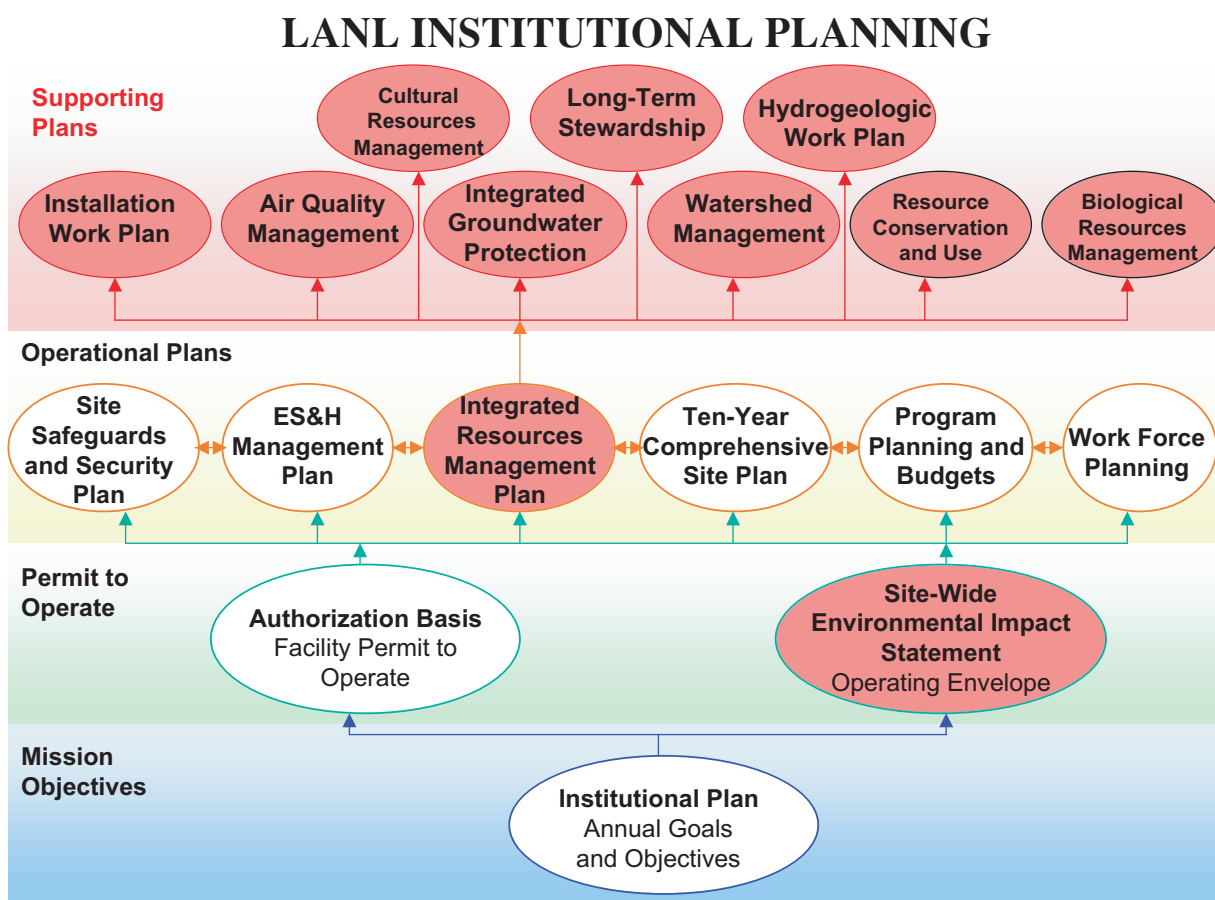 LANL INSTITUTIONAL PLANNING
Supporting
Plans
Cultural
Resources
Management
Long-Term
Stewardship
Hydrogeologic
Work Plan
Installation
Work Plan
Air Quality
Management
Integrated
Groundwater
Protection
Watershed
Management
Resource
Conservation
and Use
Biological
Resources
Management
Operational Plans
Site
Safeguards
and Security
Plan
ES&H
Management
Plan
Integrated
Resources
Management
Plan
Ten-Year
Comprehensive
Site Plan
Program
Planning and
Budgets
Work Force
Planning
Permit to
Operate
Authorization Basis
Facility Permit to
Operate
Site-Wide
Environmental Impact
Statement
Operating Envelope
Mission
Objectives
Institutional Plan
Annual Goals
and Objectives